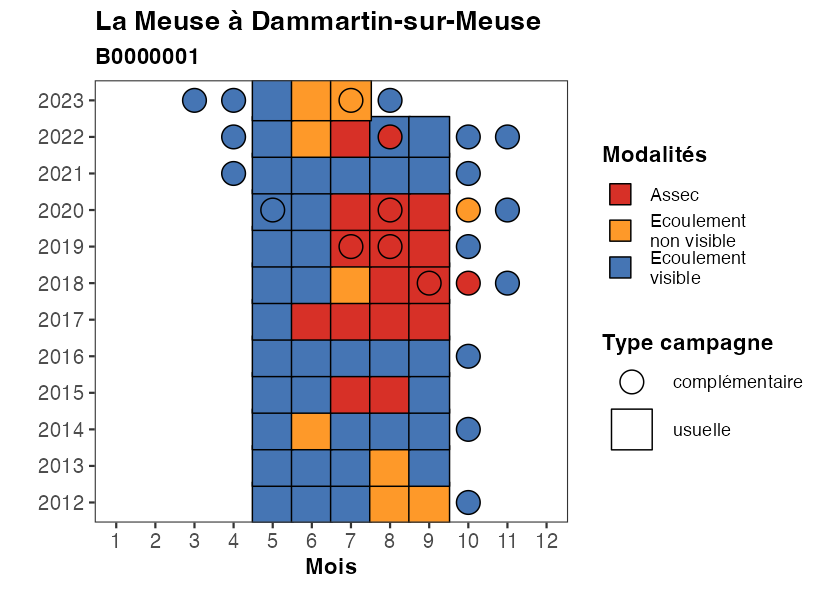 La Meuse à Dammartin-sur-Meuse
B0000001
2023
2022
2021
2020
2019
2018
2017
2016
2015
2014
2013
2012
1 2 3 4 5 6 7 8 9 10 11 12
Mois
Modalités
Assec
Ecoulement
non visible
Ecoulement
visible
Type campagne
complémentaire
usuelle